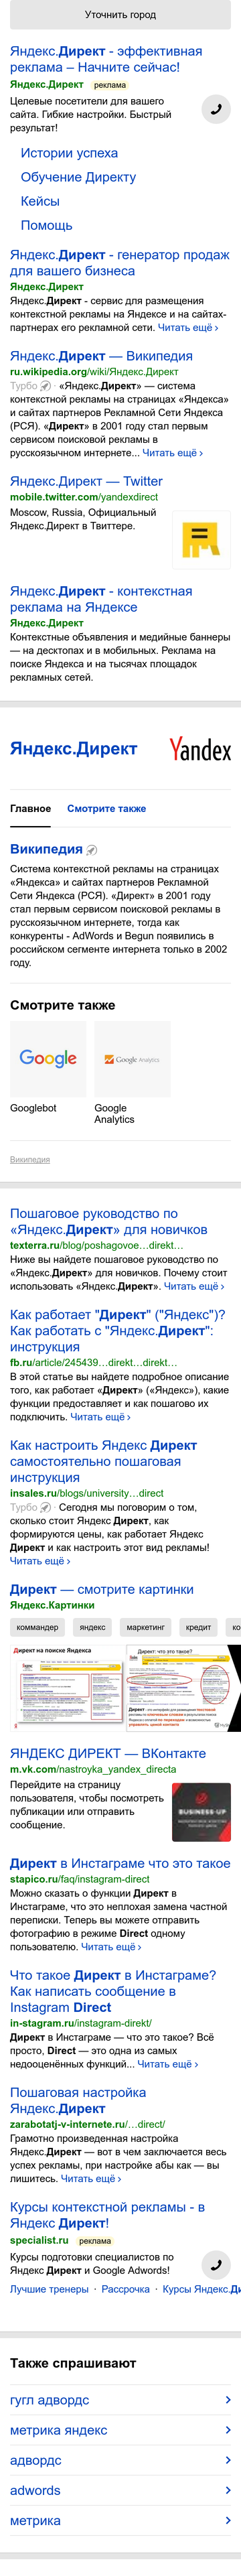 Уточнить город
Яндекс.Директ - эффективная
реклама – Начните сейчас!
Яндекс.Директ реклама
Целевые посетители для вашего
сайта. Гибкие настройки. Быстрый
результат!
Истории успеха
Обучение Директу
Кейсы
Помощь
Яндекс.Директ - генератор продаж
для вашего бизнеса
Яндекс.Директ
Яндекс.Директ - сервис для размещения
контекстной рекламы на Яндексе и на сайтах-
партнерах его рекламной сети. Читать ещё ›
Яндекс.Директ — Википедия
ru.wikipedia.org/wiki/Яндекс.Директ
Турбо · «Яндекс.Директ» — система
контекстной рекламы на страницах «Яндекса»
и сайтах партнеров Рекламной Сети Яндекса
(РСЯ). «Директ» в 2001 году стал первым
сервисом поисковой рекламы в
русскоязычном интернете... Читать ещё ›
Яндекс.Директ — Twitter
mobile.twitter.com/yandexdirect
Moscow, Russia, Официальный
Яндекс.Директ в Твиттере.
Яндекс.Директ - контекстная
реклама на Яндексе
Яндекс.Директ
Контекстные объявления и медийные баннеры
— на десктопах и в мобильных. Реклама на
поиске Яндекса и на тысячах площадок
рекламных сетей.
Яндекс.Директ
Yandex
Главное Смотрите также
Википедия
Система контекстной рекламы на страницах
«Яндекса» и сайтах партнеров Рекламной
Сети Яндекса (РСЯ). «Директ» в 2001 году
стал первым сервисом поисковой рекламы в
русскоязычном интернете, тогда как
конкуренты - AdWords и Begun появились в
российском сегменте интернета только в 2002
году.
Смотрите также
Google
Google Analytics
Googlebot
Google
Analytics
Википедия
Пошаговое руководство по
«Яндекс.Директ» для новичков
texterra.ru/blog/poshagovoe…direkt…
Ниже вы найдете пошаговое руководство по
«Яндекс.Директ» для новичков. Почему стоит
использовать «Яндекс.Директ». Читать ещё ›
Как работает "Директ" ("Яндекс")?
Как работать с "Яндекс.Директ":
инструкция
fb.ru/article/245439…direkt…direkt…
В этой статье вы найдете подробное описание
того, как работает «Директ» («Яндекс»), какие
функции представляет и как пошагово их
подключить. Читать ещё ›
Как настроить Яндекс Директ
самостоятельно пошаговая
инструкция
insales.ru/blogs/university…direct
Турбо · Сегодня мы поговорим о том,
сколько стоит Яндекс Директ, как
формируются цены, как работает Яндекс
Директ и как настроить этот вид рекламы!
Читать ещё ›
Директ — смотрите картинки
Яндекс.Картинки
коммандер яндекс маркетинг кредит ко
Директ на поиске Яндекса
Директ: что это такое?
ЯНДЕКС ДИРЕКТ — ВКонтакте
m.vk.com/nastroyka_yandex_directa
Перейдите на страницу
пользователя, чтобы посмотреть
публикации или отправить
сообщение.
BUSINESS-UP
Директ в Инстаграме что это такое
stapico.ru/faq/instagram-direct
Можно сказать о функции Директ в
Инстаграме, что это неплохая замена частной
переписки. Теперь вы можете отправить
фотографию в режиме Direct одному
пользователю. Читать ещё ›
Что такое Директ в Инстаграме?
Как написать сообщение в
Instagram Direct
in-stagram.ru/instagram-direkt/
Директ в Инстаграме — что это такое? Всё
просто, Direct — это одна из самых
недооценённых функций... Читать ещё ›
Пошаговая настройка
Яндекс.Директ
zarabotatj-v-internete.ru/…direct/
Грамотно произведенная настройка
Яндекс.Директ — вот в чем заключается весь
успех рекламы, при настройке абы как — вы
лишитесь. Читать ещё ›
Курсы контекстной рекламы - в
Яндекс Директ!
specialist.ru реклама
Курсы подготовки специалистов по
Яндекс Директ и Google Adwords!
Лучшие тренеры · Рассрочка · Курсы Яндекс.Ди
Также спрашивают
гугл адвордс
метрика яндекс
адвордс
adwords
метрика